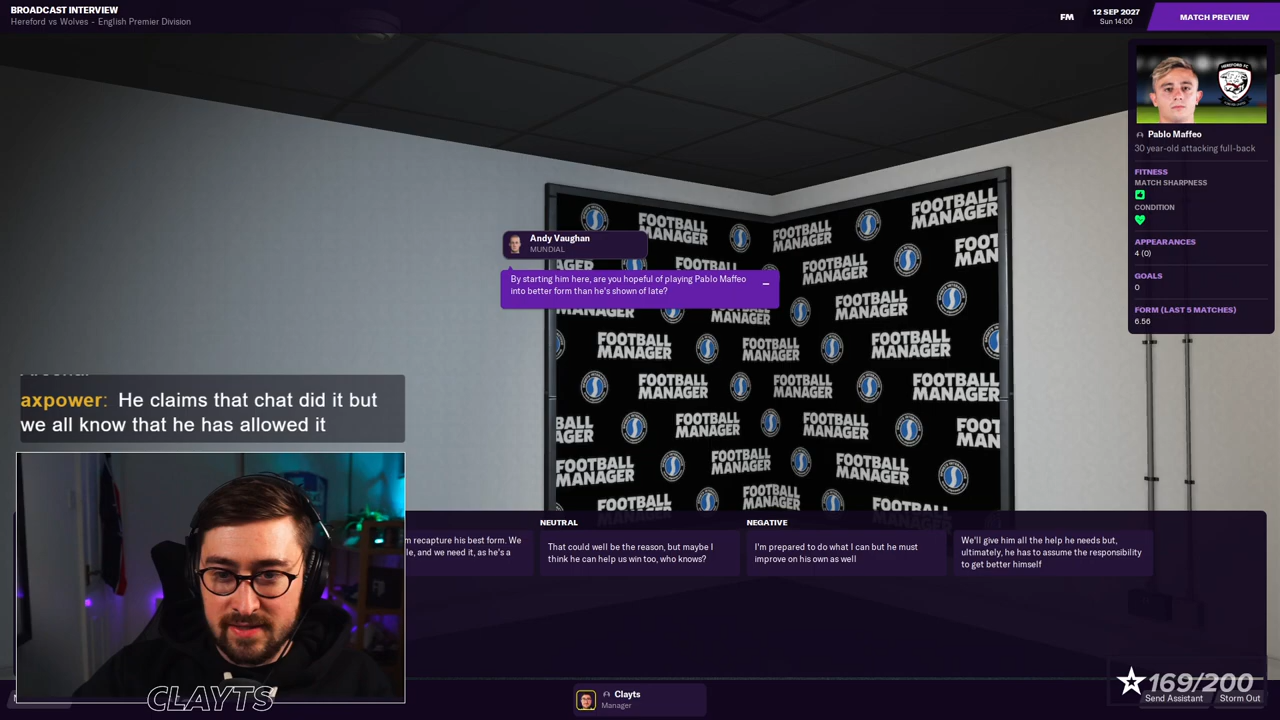 BROADCAST INTERVIEW
Hereford vs Wolves - English Premier Division
FM
12 SEP 2027
Sun 14:00
MATCH PREVIEW
HEREFORD FC
Pablo Maffeo
30 year-old attacking full-back
FITNESS
MATCH SHARPNESS
CONDITION
APPEARANCES
4 (0)
GOALS
0
FORM (LAST 5 MATCHES)
6.56
Andy Vaughan
MUNDIAL
By starting him here, are you hopeful of playing Pablo Maffeo
into better form than he's shown of late?
FOOTBALL
MANAGER
axpower: He claims that chat did it but
we all know that he has allowed it
m recapture his best form. We
le, and we need it, as he's a
NEUTRAL
That could well be the reason, but maybe I
think he can help us win too, who knows?
NEGATIVE
I'm prepared to do what I can but he must
improve on his own as well
We'll give him all the help he needs but,
ultimately, he has to assume the responsibility
to get better himself
CLAYTS
Clayts
Manager
169/200
Send Assistant
Storm Out